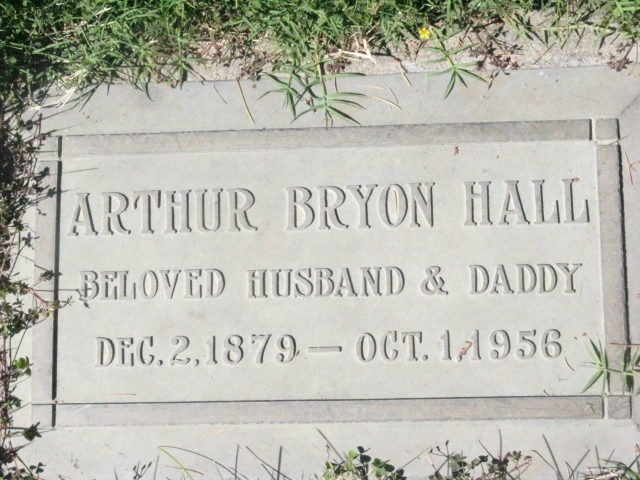 ARTHUR BRYON HALL
BELOVED HUSBAND & DADDY
DEC. 2, 1879 — OCT. 1, 1956